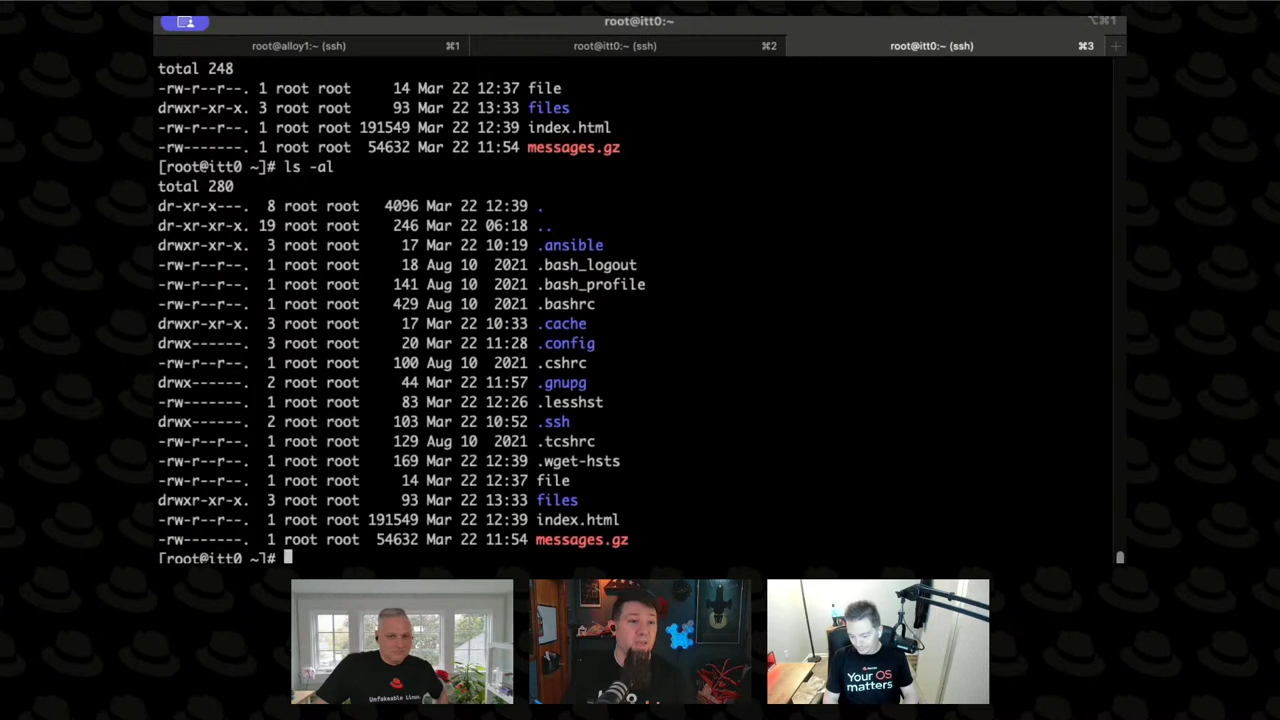 root@itt0:~
⌥⌘1
root@alloy1:~ (ssh) ⌘1 root@itt0:~ (ssh) ⌘2 root@itt0:~ (ssh) ⌘3 +
total 248
-rw-r--r--. 1 root root 14 Mar 22 12:37 file
drwxr-xr-x. 3 root root 93 Mar 22 13:33 files
-rw-r--r--. 1 root root 191549 Mar 22 12:39 index.html
-rw-------. 1 root root 54632 Mar 22 11:54 messages.gz
[root@itt0 ~]# ls -al
total 280
dr-xr-x---. 8 root root 4096 Mar 22 12:39 .
dr-xr-xr-x. 19 root root 246 Mar 22 06:18 ..
drwxr-xr-x. 3 root root 17 Mar 22 10:19 .ansible
-rw-r--r--. 1 root root 18 Aug 10 2021 .bash_logout
-rw-r--r--. 1 root root 141 Aug 10 2021 .bash_profile
-rw-r--r--. 1 root root 429 Aug 10 2021 .bashrc
drwxr-xr-x. 3 root root 17 Mar 22 10:33 .cache
drwx------. 3 root root 20 Mar 22 11:28 .config
-rw-r--r--. 1 root root 100 Aug 10 2021 .cshrc
drwx------. 2 root root 44 Mar 22 11:57 .gnupg
-rw-------. 1 root root 83 Mar 22 12:26 .lesshst
drwx------. 2 root root 103 Mar 22 10:52 .ssh
-rw-r--r--. 1 root root 129 Aug 10 2021 .tcshrc
-rw-r--r--. 1 root root 169 Mar 22 12:39 .wget-hsts
-rw-r--r--. 1 root root 14 Mar 22 12:37 file
drwxr-xr-x. 3 root root 93 Mar 22 13:33 files
-rw-r--r--. 1 root root 191549 Mar 22 12:39 index.html
-rw-------. 1 root root 54632 Mar 22 11:54 messages.gz
[root@itt0 ~]#
Unfakeable Linux.
Your OS
matters